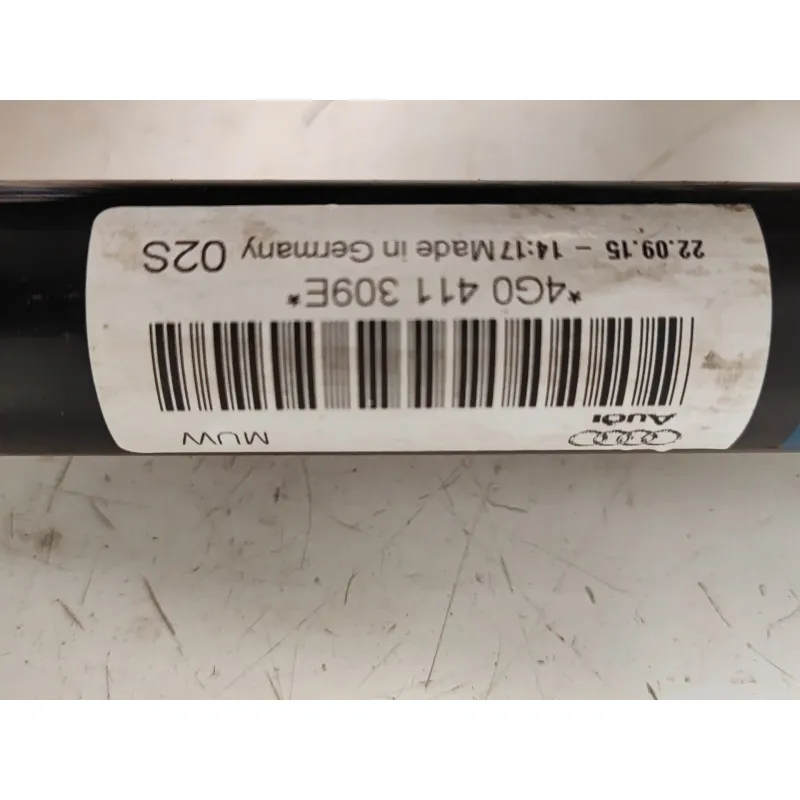 Audi
MUW
*4G0 411 309E*
22.09.15 - 14:17 Made in Germany 02S